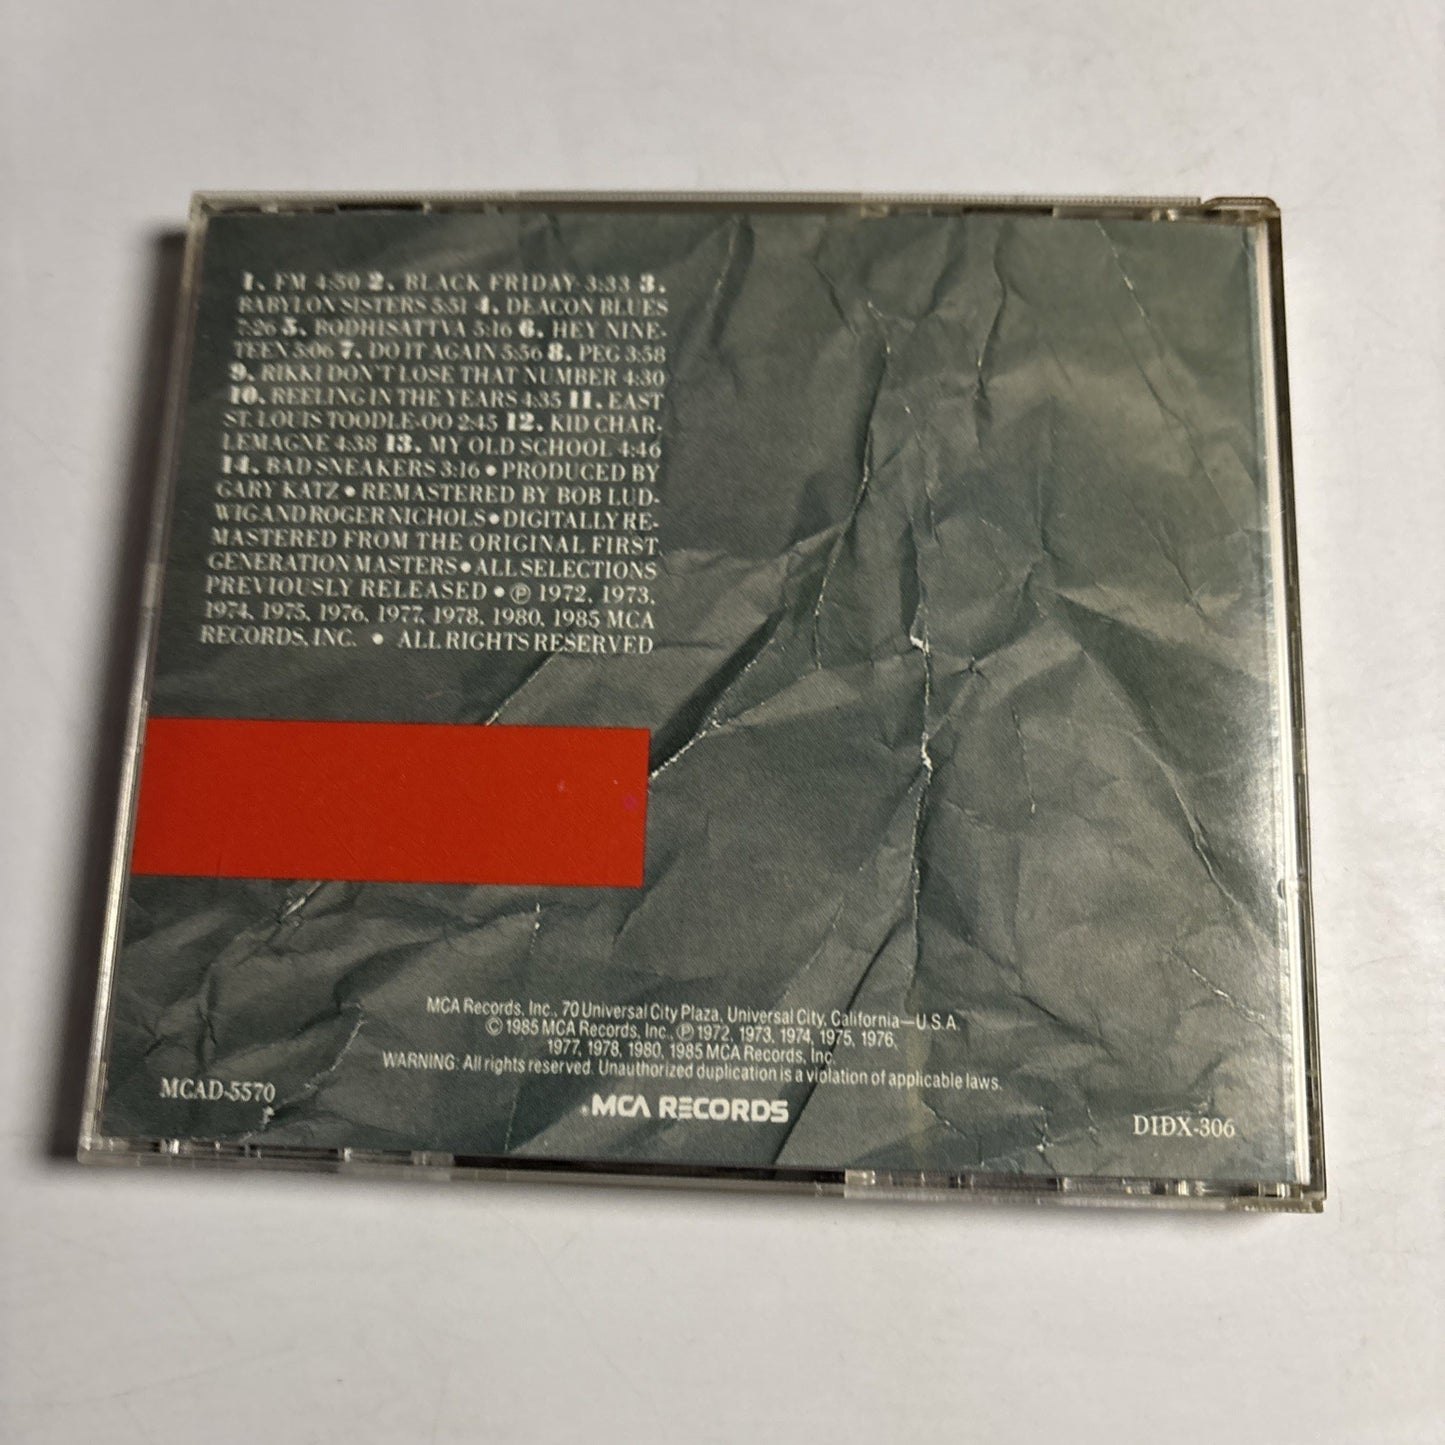 1. FM 4:50 2. BLACK FRIDAY 3:33 3.
BABYLON SISTERS 5:51 4. DEACON BLUES
7:26 5. BODHISATTVA 5:16 6. HEY NINE-
TEEN 5:06 7. DO IT AGAIN 5:56 8. PEG 3:58
9. RIKKI DON'T LOSE THAT NUMBER 4:30
10. REELING IN THE YEARS 4:35 11. EAST
ST. LOUIS TOODLE-OO 2:45 12. KID CHAR-
LEMAGNE 4:38 13. MY OLD SCHOOL 4:46
14. BAD SNEAKERS 3:16 • PRODUCED BY
GARY KATZ • REMASTERED BY BOB LUD-
WIG AND ROGER NICHOLS • DIGITALLY RE-
MASTERED FROM THE ORIGINAL FIRST
GENERATION MASTERS • ALL SELECTIONS
PREVIOUSLY RELEASED • ℗ 1972, 1973,
1974, 1975, 1976, 1977, 1978, 1980, 1985 MCA
RECORDS, INC. • ALL RIGHTS RESERVED
MCA Records, Inc., 70 Universal City Plaza, Universal City, California—U.S.A.
© 1985 MCA Records, Inc., ℗ 1972, 1973, 1974, 1975, 1976,
1977, 1978, 1980, 1985 MCA Records, Inc.
WARNING: All rights reserved. Unauthorized duplication is a violation of applicable laws.
MCAD-5570
MCA RECORDS
DIDX-306